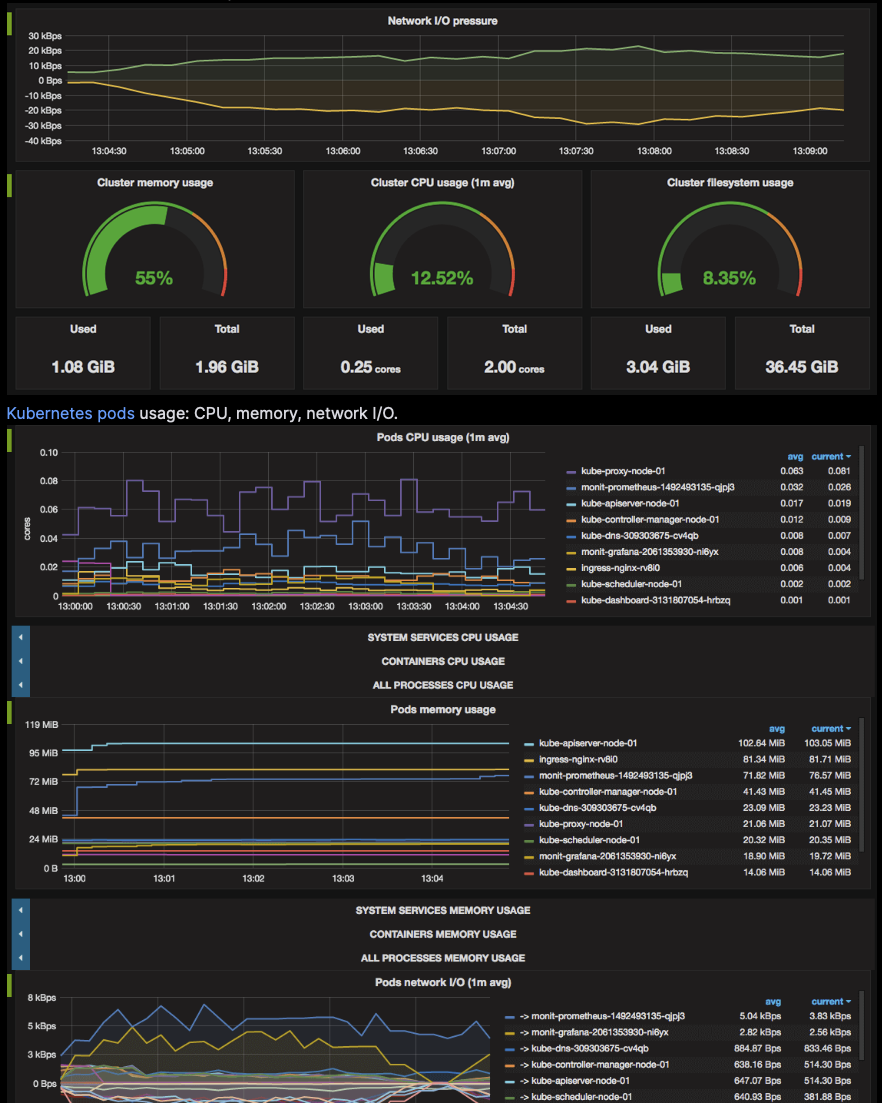 Network I/O pressure
30 kBps
20 kBps
10 kBps
0 Bps
-10 kBps
-20 kBps
-30 kBps
-40 kBps
13:04:30 13:05:00 13:05:30 13:06:00 13:06:30 13:07:00 13:07:30 13:08:00 13:08:30 13:09:00
Cluster memory usage
55%
Cluster CPU usage (1m avg)
12.52%
Cluster filesystem usage
8.35%
Used
1.08 GiB
Total
1.96 GiB
Used
0.25 cores
Total
2.00 cores
Used
3.04 GiB
Total
36.45 GiB
Kubernetes pods usage: CPU, memory, network I/O.
Pods CPU usage (1m avg)
cores
0.10
0.08
0.06
0.04
0.02
0
13:00:00 13:00:30 13:01:00 13:01:30 13:02:00 13:02:30 13:03:00 13:03:30 13:04:00 13:04:30
avg current
kube-proxy-node-01 0.063 0.081
monit-prometheus-1492493135-qjpj3 0.032 0.026
kube-apiserver-node-01 0.017 0.019
kube-controller-manager-node-01 0.012 0.009
kube-dns-309303675-cv4qb 0.008 0.007
monit-grafana-2061353930-ni6yx 0.008 0.004
ingress-nginx-rv8i0 0.006 0.004
kube-scheduler-node-01 0.002 0.002
kube-dashboard-3131807054-hrbzq 0.001 0.001
SYSTEM SERVICES CPU USAGE
CONTAINERS CPU USAGE
ALL PROCESSES CPU USAGE
Pods memory usage
119 MiB
95 MiB
72 MiB
48 MiB
24 MiB
0 B
13:00 13:01 13:02 13:03 13:04
avg current
kube-apiserver-node-01 102.64 MiB 103.05 MiB
ingress-nginx-rv8i0 81.34 MiB 81.71 MiB
monit-prometheus-1492493135-qjpj3 71.82 MiB 76.57 MiB
kube-controller-manager-node-01 41.43 MiB 41.45 MiB
kube-dns-309303675-cv4qb 23.09 MiB 23.23 MiB
kube-proxy-node-01 21.06 MiB 21.07 MiB
kube-scheduler-node-01 20.32 MiB 20.35 MiB
monit-grafana-2061353930-ni6yx 18.90 MiB 19.72 MiB
kube-dashboard-3131807054-hrbzq 14.06 MiB 14.06 MiB
SYSTEM SERVICES MEMORY USAGE
CONTAINERS MEMORY USAGE
ALL PROCESSES MEMORY USAGE
Pods network I/O (1m avg)
8 kBps
5 kBps
3 kBps
0 Bps
avg current
-> monit-prometheus-1492493135-qjpj3 5.04 kBps 3.83 kBps
-> monit-grafana-2061353930-ni6yx 2.82 kBps 2.56 kBps
-> kube-dns-309303675-cv4qb 884.87 Bps 833.46 Bps
-> kube-controller-manager-node-01 638.16 Bps 514.30 Bps
-> kube-apiserver-node-01 647.07 Bps 514.30 Bps
-> kube-scheduler-node-01 640.93 Bps 381.88 Bps